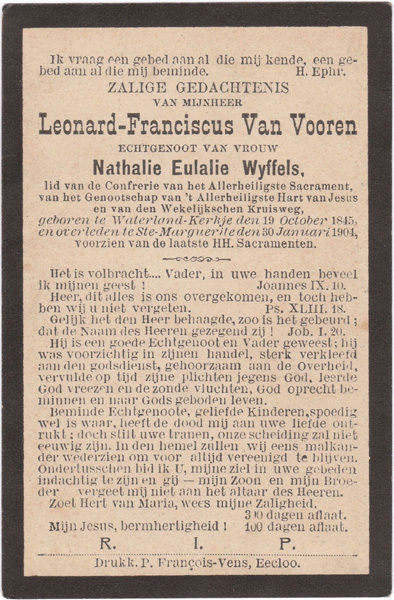 Ik vraag een gebed aan al die mij kende, een ge-
bed aan al die mij beminde. H. Ephr.
ZALIGE GEDACHTENIS
VAN MIJNHEER
Leonard-Franciscus Van Vooren
ECHTGENOOT VAN VROUW
Nathalie Eulalie Wyffels,
lid van de Confrerie van het Allerheiligste Sacrament,
van het Genootschap van 't Allerheiligste Hart van Jesus
en van den Wekelijkschen Kruisweg,
geboren te Waterland-Kerkje den 19 October 1845,
en overleden te Ste-Marguerite den 30 Januari 1904,
voorzien van de laatste HH. Sacramenten.
Het is volbracht.... Vader, in uwe handen beveel
ik mijnen geest ! Joannes IX. 10.
Heer, dit alles is ons overgekomen, en toch heb-
ben wij u niet vergeten. Ps. XLIII. 18.
Gelijk het den Heer behaagde, zoo is het gebeurd ;
dat de Naam des Heeren gezegend zij ! Job. I. 20.
Hij is een goede Echtgenoot en Vader geweest ; hij
was voorzichtig in zijnen handel, sterk verkleefd
aan den godsdienst, gehoorzaam aan de Overheid,
vervulde op tijd zijne plichten jegens God, leerde
God vreezen en de zonde vluchten, God oprecht be-
minnen en naar Gods geboden leven.
Beminde Echtgenoote, geliefde Kinderen, spoedig
wel is waar, heeft de dood mij aan uwe liefde ont-
rukt ; doch stilt uwe tranen, onze scheiding zal niet
eeuwig zijn. In den hemel zullen wij eens malkan-
der wederzien om voor altijd vereenigd te blijven.
Ondertusschen bid ik U, mijne ziel in uwe gebeden
indachtig te zijn en gij — mijn Zoon en mijn Broe-
der vergeet mij niet aan het altaar des Heeren.
Zoet Hert van Maria, wees mijne Zaligheid.
300 dagen aflaat.
Mijn Jesus, bermhertigheid ! 100 dagen aflaat.
R. I. P.
Drukk. P. François-Vens, Eecloo.